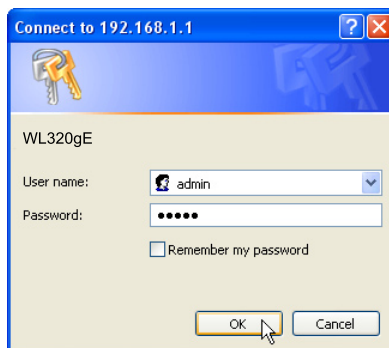 Connect to 192.168.1.1
WL320gE
User name:
admin
Password:
•••••
Remember my password
OK
Cancel